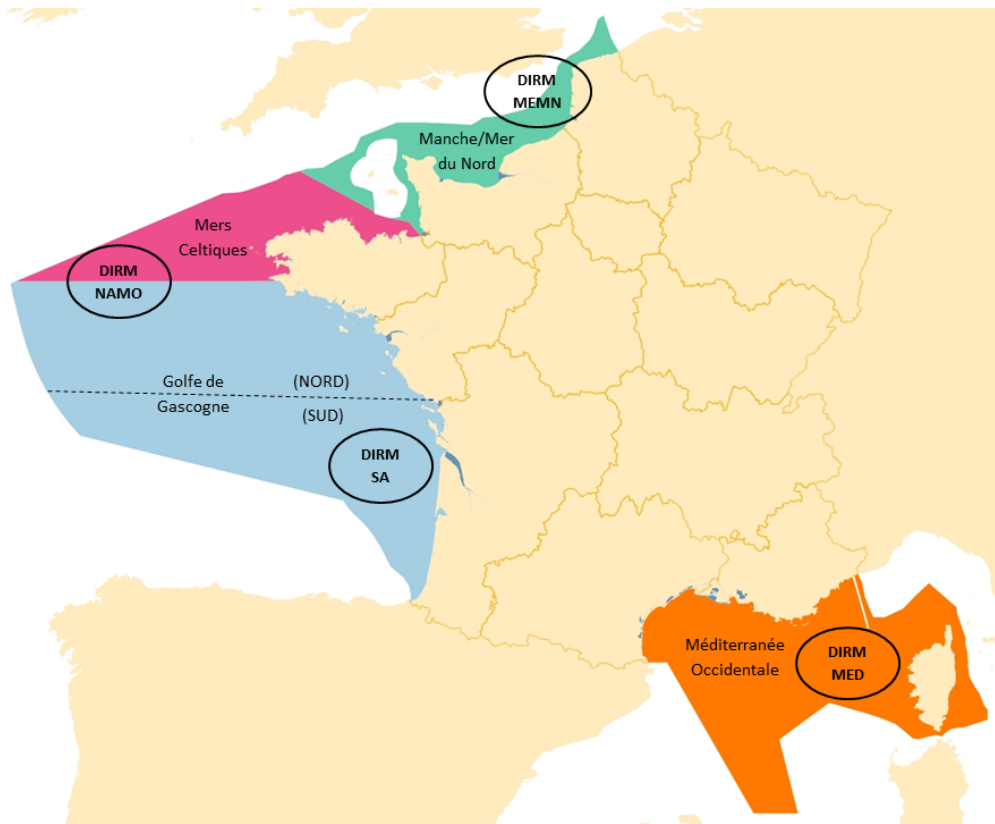 DIRM
MEMN
Manche/Mer
du Nord
Mers
Celtiques
DIRM
NAMO
Golfe de
Gascogne
(NORD)
(SUD)
DIRM
SA
Méditerranée
Occidentale
DIRM
MED